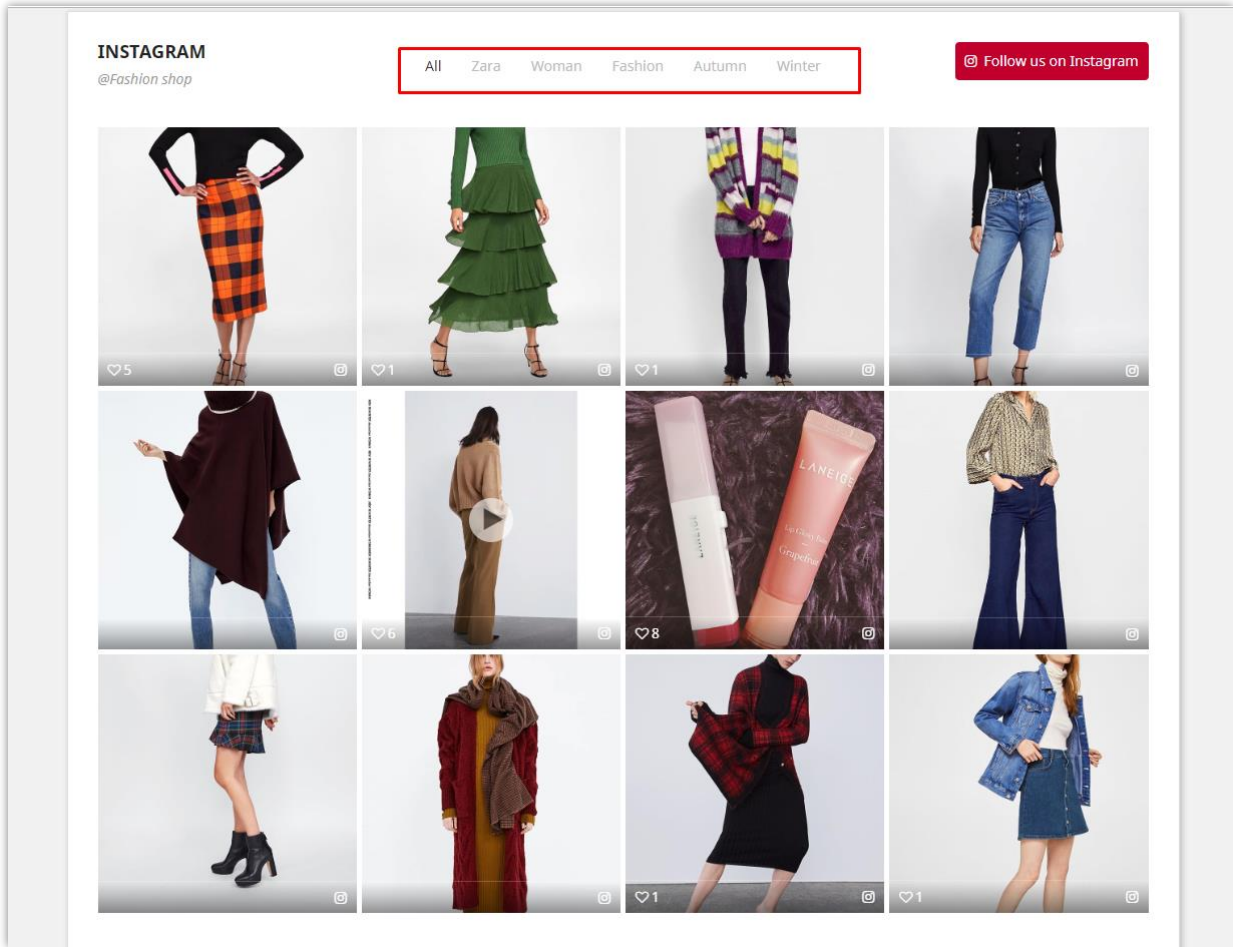 INSTAGRAM
@Fashion shop
All Zara Woman Fashion Autumn Winter
Follow us on Instagram
5
1
1
6
LANEIGE
LANEIGE
Lip Glowy Balm
Grapefruit
8
1
1